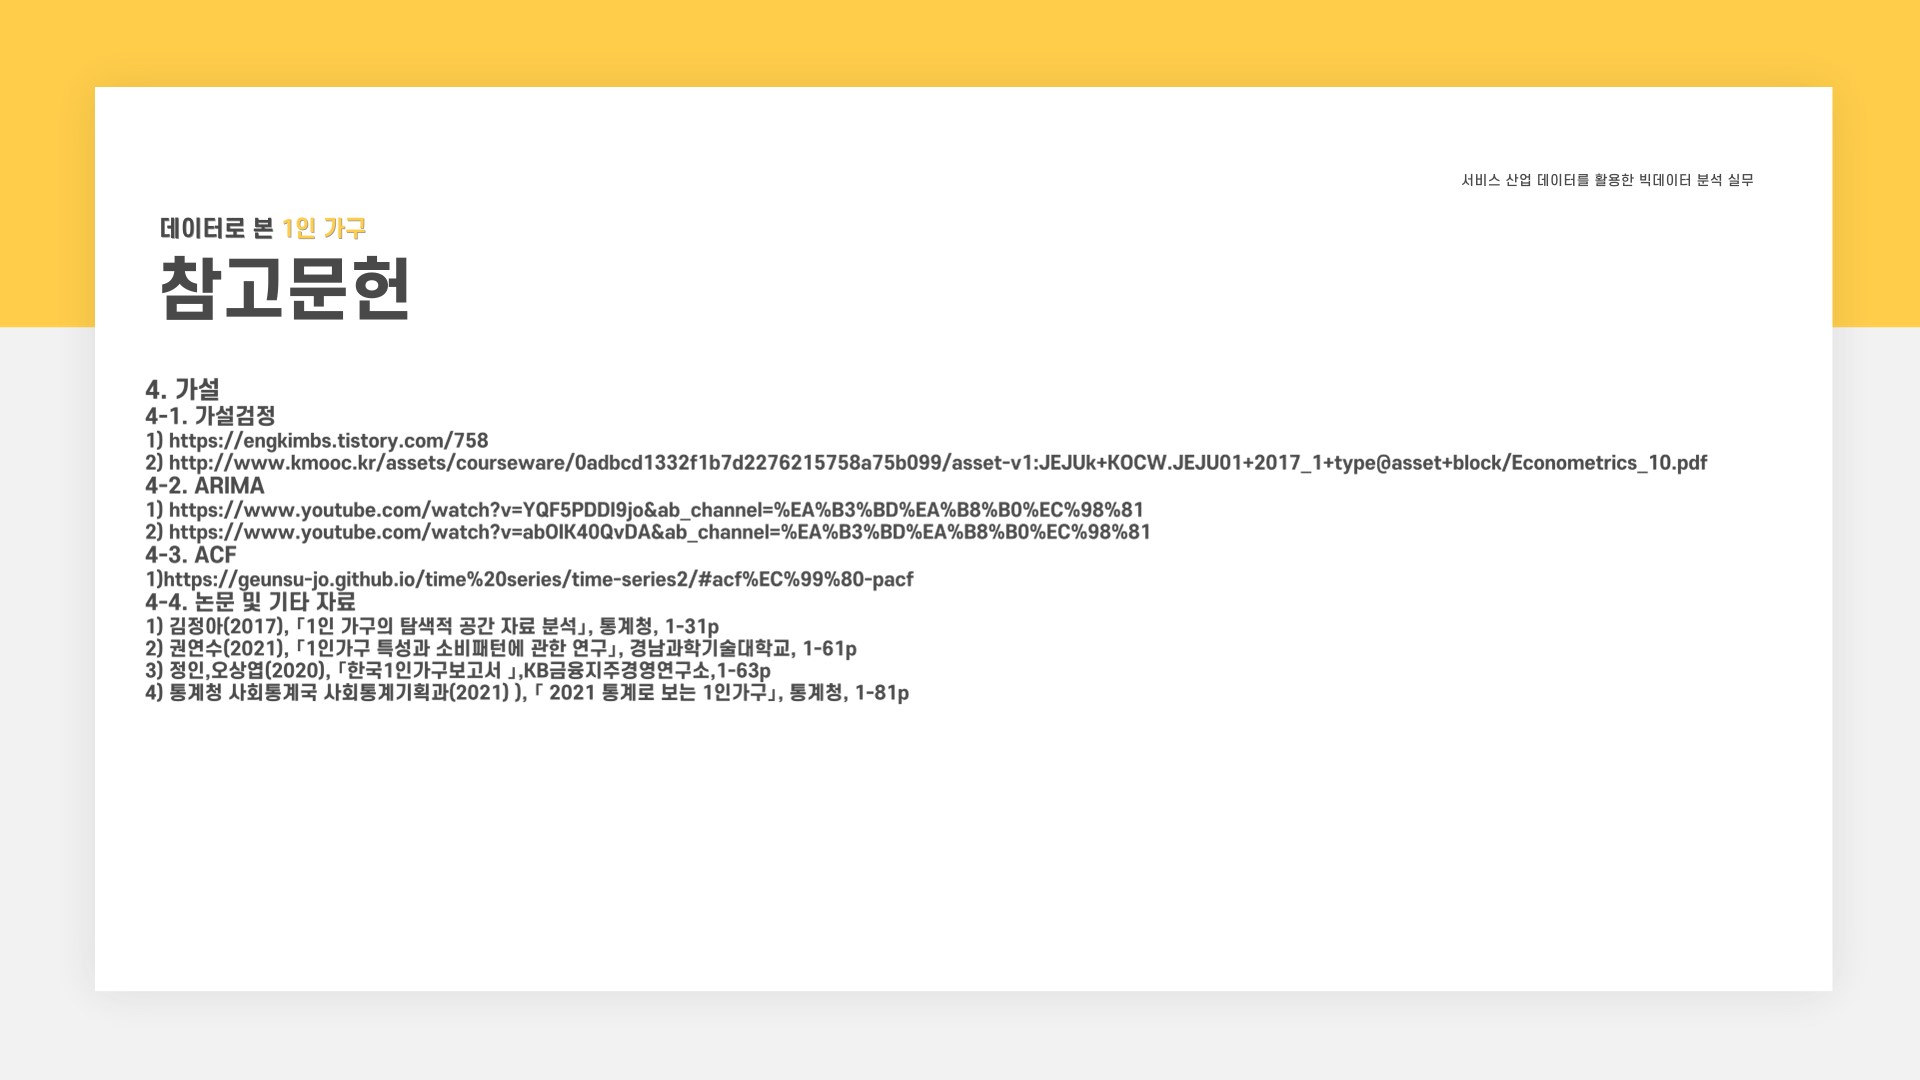 서비스 산업 데이터를 활용한 빅데이터 분석 실무
데이터로 본 1인 가구
참고문헌
4. 가설
4-1. 가설검정
1) https://engkimbs.tistory.com/758
2) http://www.kmooc.kr/assets/courseware/0adbcd1332f1b7d2276215758a75b099/asset-v1:JEJUk+KOCW.JEJU01+2017_1+type@asset+block/Econometrics_10.pdf
4-2. ARIMA
1) https://www.youtube.com/watch?v=YQF5PDDI9jo&ab_channel=%EA%B3%BD%EA%B8%B0%EC%98%81
2) https://www.youtube.com/watch?v=abOlK40QvDA&ab_channel=%EA%B3%BD%EA%B8%B0%EC%98%81
4-3. ACF
1)https://geunsu-jo.github.io/time%20series/time-series2/#acf%EC%99%80-pacf
4-4. 논문 및 기타 자료
1) 김정아(2017), 「1인 가구의 탐색적 공간 자료 분석」, 통계청, 1-31p
2) 권연수(2021), 「1인가구 특성과 소비패턴에 관한 연구」, 경남과학기술대학교, 1-61p
3) 정인,오상엽(2020), 「한국1인가구보고서 」,KB금융지주경영연구소,1-63p
4) 통계청 사회통계국 사회통계기획과(2021) ), 「 2021 통계로 보는 1인가구」, 통계청, 1-81p